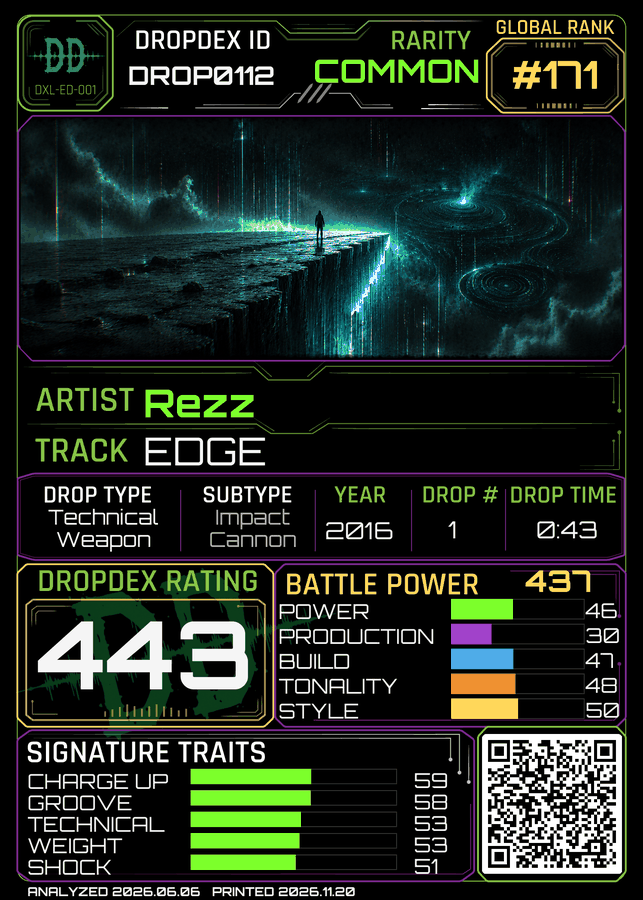 DD
DXL-ED-001
DROPDEX ID
DROP0112
RARITY
COMMON
GLOBAL RANK
#171
ARTIST Rezz
TRACK EDGE
DROP TYPE
Technical
Weapon
SUBTYPE
Impact
Cannon
YEAR
2016
DROP #
1
DROP TIME
0:43
DROPDEX RATING
443
BATTLE POWER 437
POWER 46
PRODUCTION 30
BUILD 47
TONALITY 48
STYLE 50
SIGNATURE TRAITS
CHARGE UP 59
GROOVE 58
TECHNICAL 53
WEIGHT 53
SHOCK 51
ANALYZED 2026.06.06 PRINTED 2026.11.20